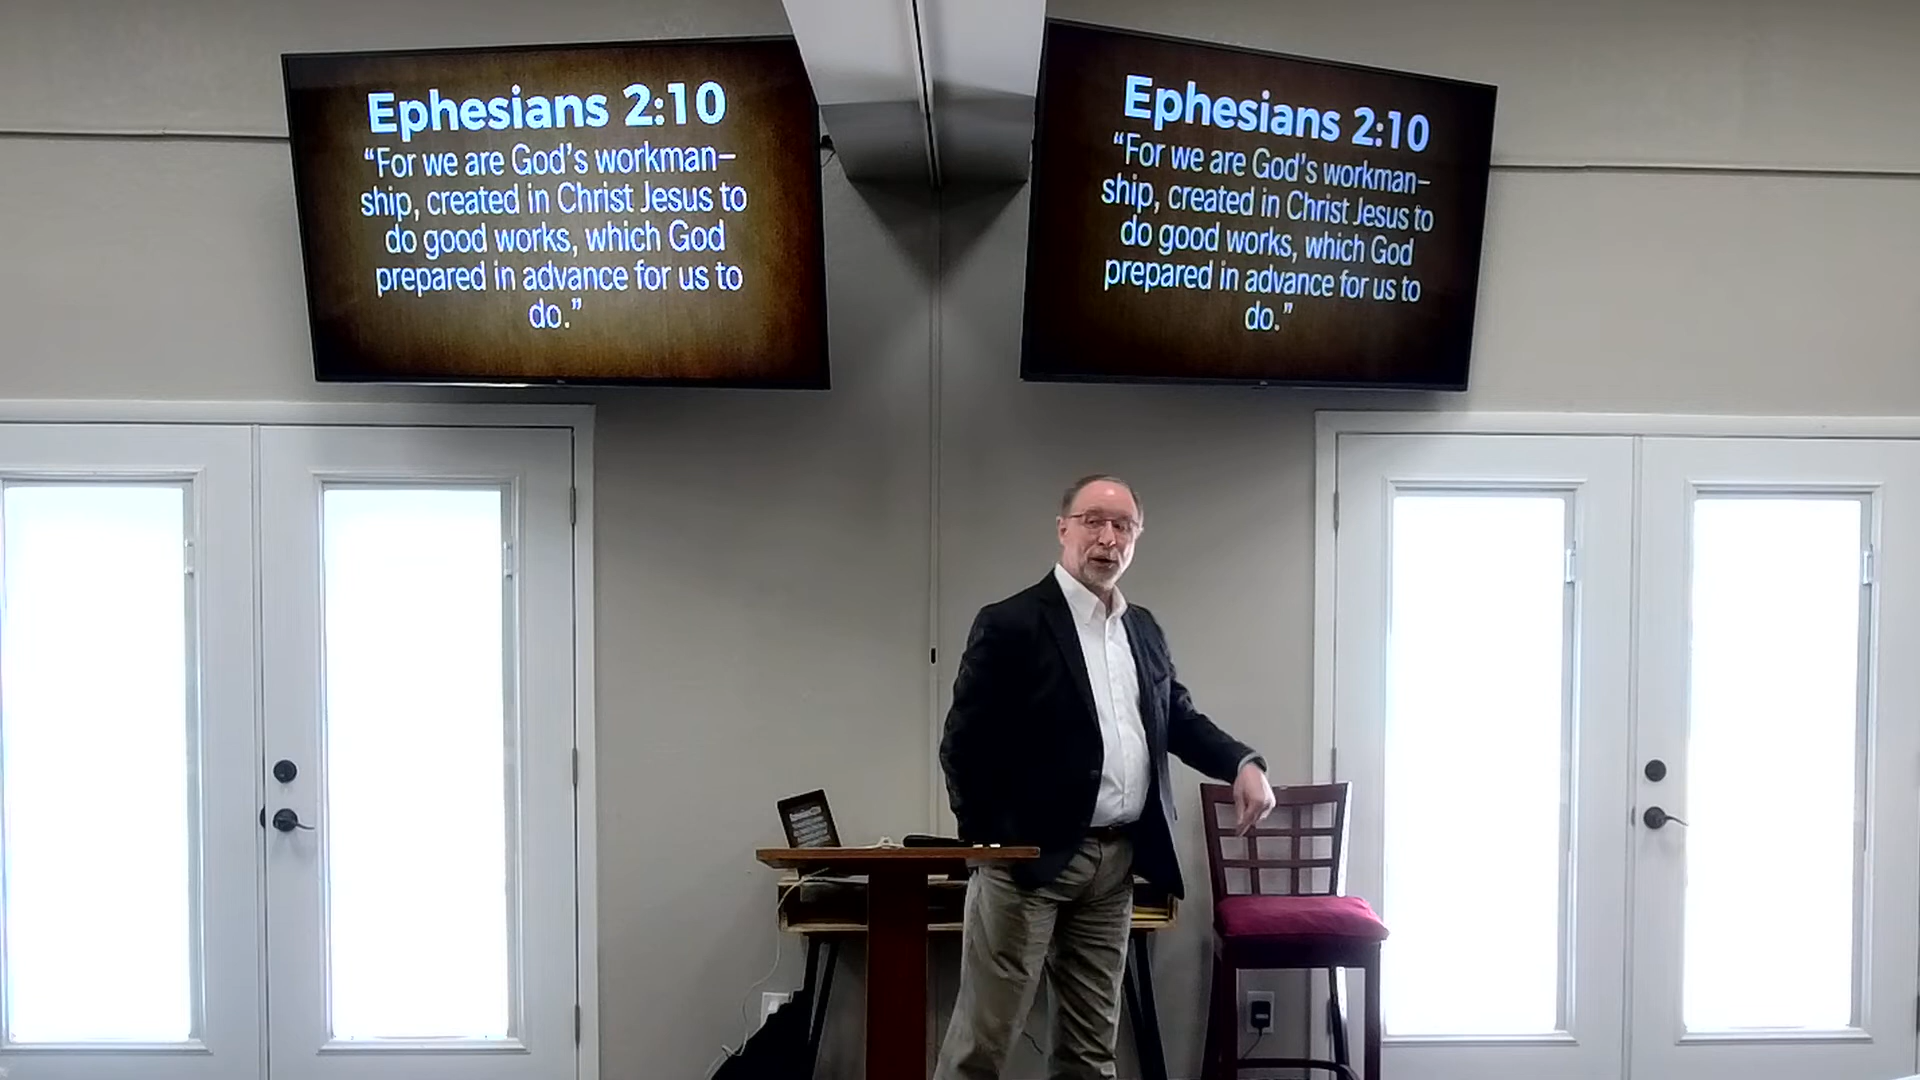 Ephesians 2:10
“For we are God’s workman–
ship, created in Christ Jesus to
do good works, which God
prepared in advance for us to
do.”
Ephesians 2:10
“For we are God’s workman–
ship, created in Christ Jesus to
do good works, which God
prepared in advance for us to
do.”